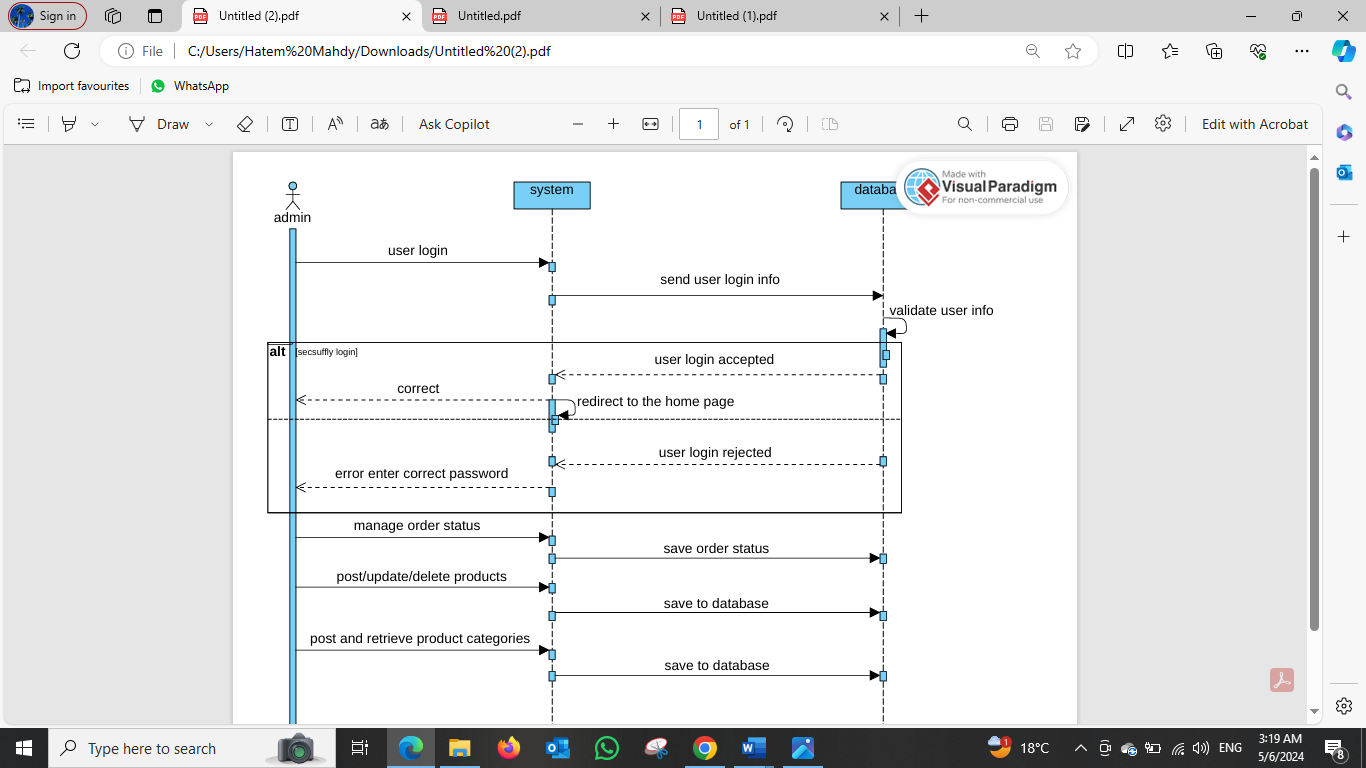 Sign in
Untitled (2).pdf
Untitled.pdf
Untitled (1).pdf
File
C:/Users/Hatem%20Mahdy/Downloads/Untitled%20(2).pdf
Import favourites
WhatsApp
Draw
A
aあ
Ask Copilot
1
of 1
Edit with Acrobat
Made with
Visual Paradigm
For non-commercial use
admin
system
databa
user login
send user login info
validate user info
alt
[secsuffly login]
user login accepted
correct
redirect to the home page
user login rejected
error enter correct password
manage order status
save order status
post/update/delete products
save to database
post and retrieve product categories
save to database
Type here to search
1
18°C
ENG
3:19 AM
5/6/2024
8